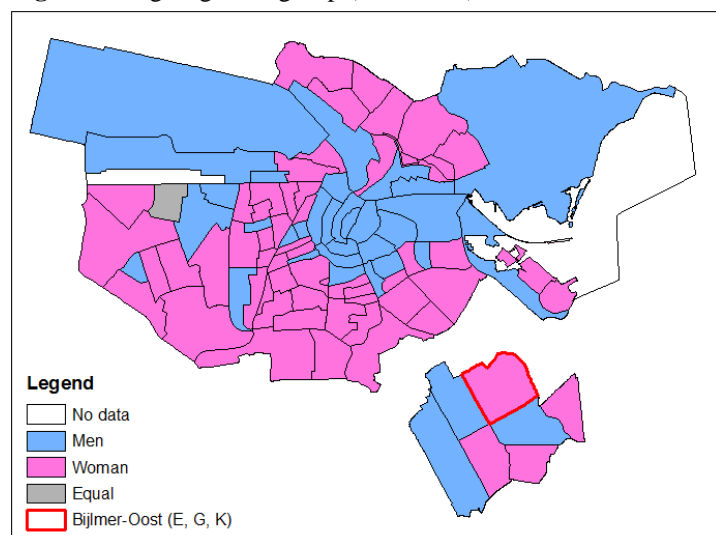 Legend
No data
Men
Woman
Equal
Bijlmer-Oost (E, G, K)